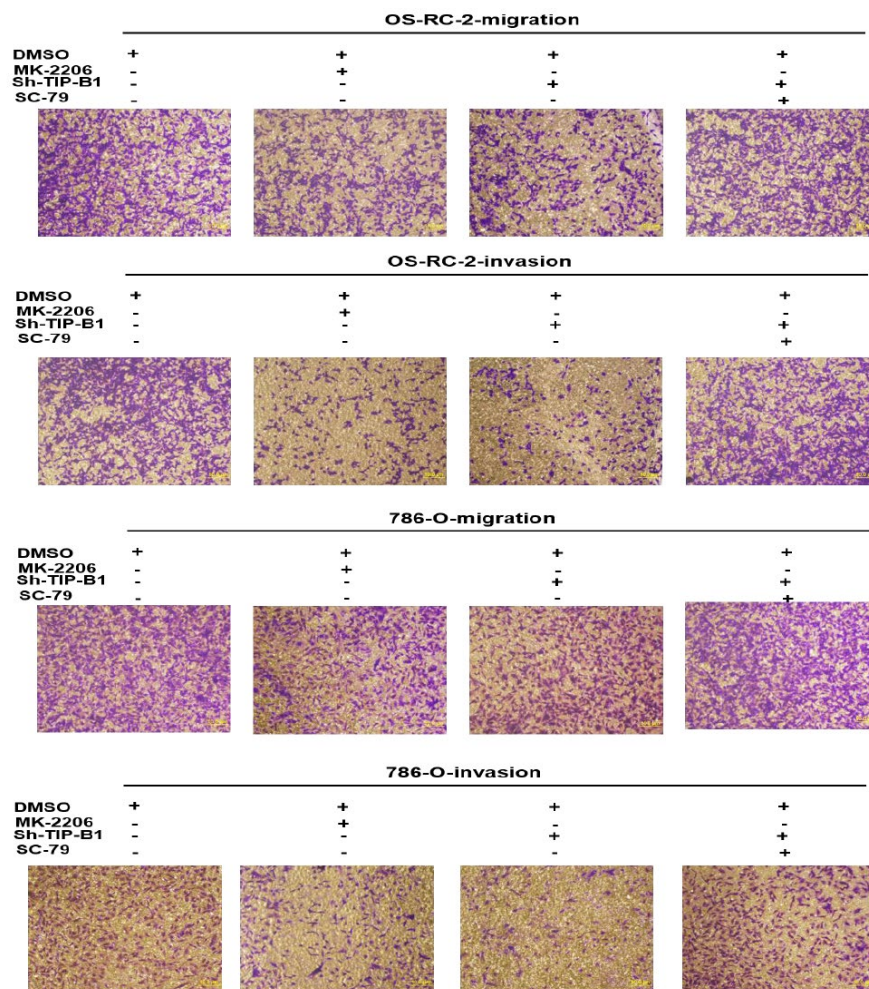 OS-RC-2-migration
DMSO + + + +
MK-2206 - + - -
Sh-TIP-B1 - - + +
SC-79 - - - +
OS-RC-2-invasion
DMSO + + + +
MK-2206 - + - -
Sh-TIP-B1 - - + +
SC-79 - - - +
786-O-migration
DMSO + + + +
MK-2206 - + - -
Sh-TIP-B1 - - + +
SC-79 - - - +
786-O-invasion
DMSO + + + +
MK-2206 - + - -
Sh-TIP-B1 - - + +
SC-79 - - - +